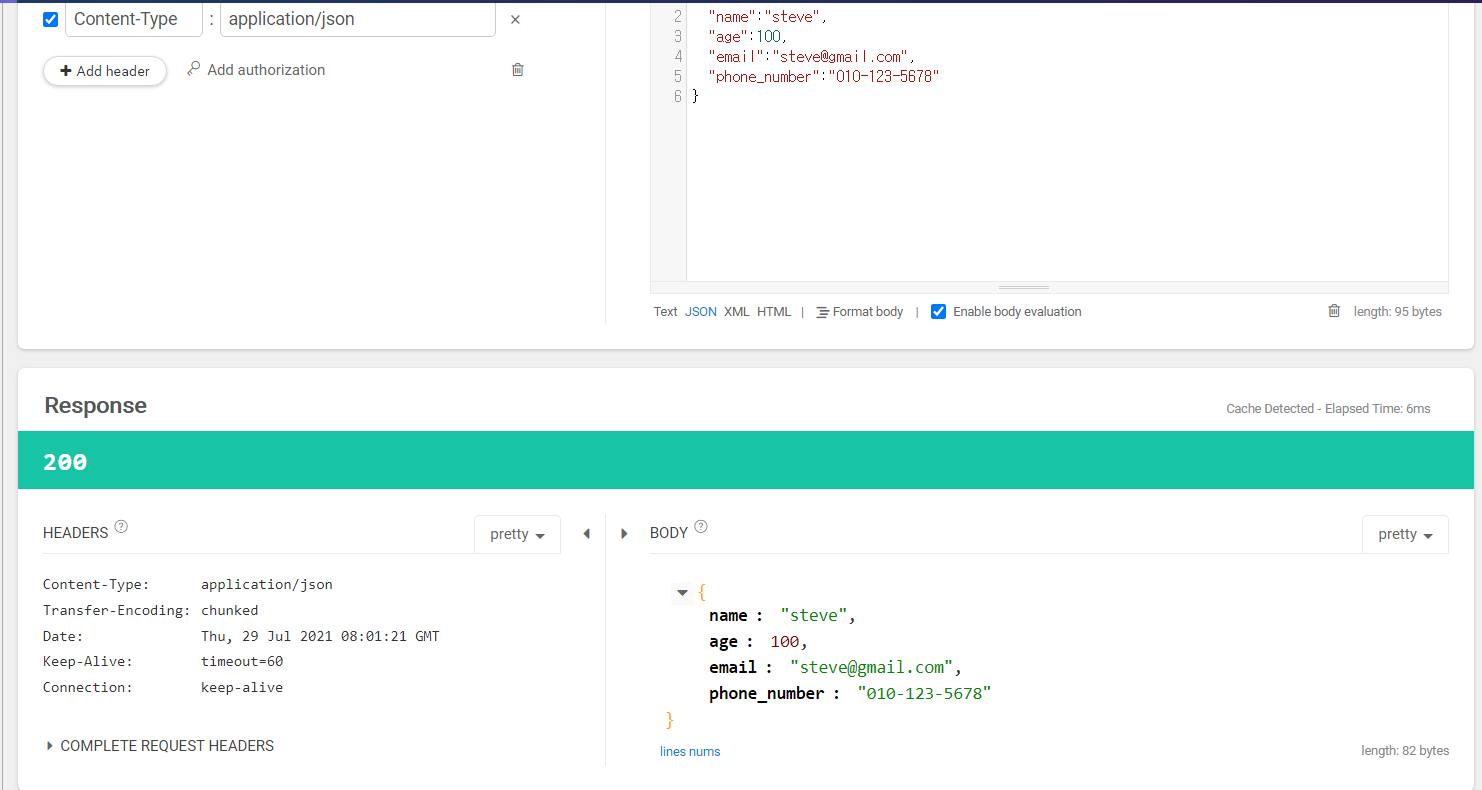 Content-Type : application/json ×
+ Add header Add authorization
2 "name":"steve",
3 "age":100,
4 "email":"steve@gmail.com",
5 "phone_number":"010-123-5678"
6 }
Text JSON XML HTML | Format body | Enable body evaluation length: 95 bytes
Response Cache Detected - Elapsed Time: 6ms
200
HEADERS ? pretty
Content-Type: application/json
Transfer-Encoding: chunked
Date: Thu, 29 Jul 2021 08:01:21 GMT
Keep-Alive: timeout=60
Connection: keep-alive
COMPLETE REQUEST HEADERS
BODY ? pretty
{
name : "steve",
age : 100,
email : "steve@gmail.com",
phone_number : "010-123-5678"
}
lines nums length: 82 bytes